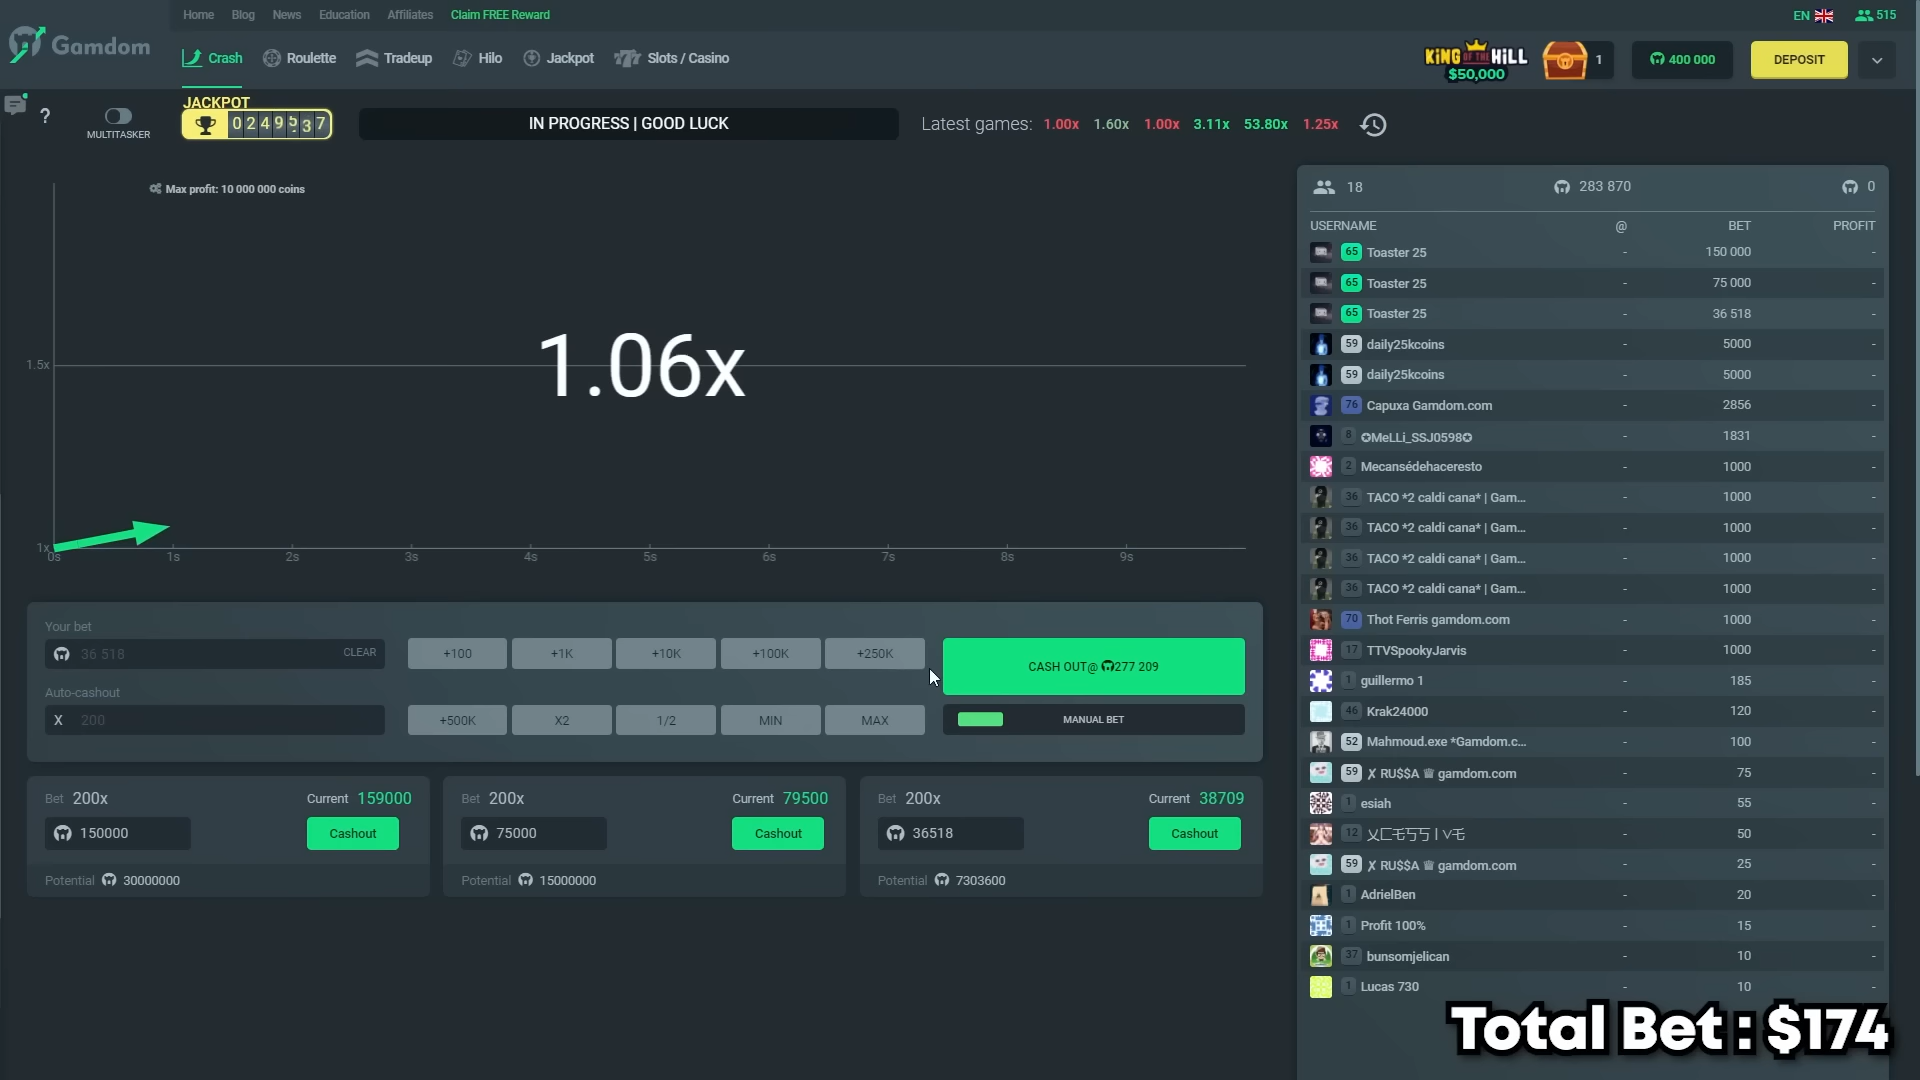 Home Blog News Education Affiliates Claim FREE Reward
EN 515
Gamdom
Crash Roulette Tradeup Hilo Jackpot Slots / Casino
KING OF THE HILL
$50,000
1
400 000
DEPOSIT
?
MULTITASKER
JACKPOT
IN PROGRESS | GOOD LUCK
Latest games: 1.00x 1.60x 1.00x 3.11x 53.80x 1.25x
Max profit: 10 000 000 coins
1.5x
1.06x
1x
0s 1s 2s 3s 4s 5s 6s 7s 8s 9s
18 283 870 0
USERNAME @ BET PROFIT
65 Toaster 25 - 150 000 -
65 Toaster 25 - 75 000 -
65 Toaster 25 - 36 518 -
59 daily25kcoins - 5000 -
59 daily25kcoins - 5000 -
76 Capuxa Gamdom.com - 2856 -
8 ✪MeLLi_SSJ0598✪ - 1831 -
2 Mecansédehaceresto - 1000 -
36 TACO *2 caldi cana* | Gam... - 1000 -
36 TACO *2 caldi cana* | Gam... - 1000 -
36 TACO *2 caldi cana* | Gam... - 1000 -
36 TACO *2 caldi cana* | Gam... - 1000 -
70 Thot Ferris gamdom.com - 1000 -
17 TTVSpookyJarvis - 1000 -
1 guillermo 1 - 185 -
46 Krak24000 - 120 -
52 Mahmoud.exe *Gamdom.c... - 100 -
59 ✗ RU$$A ♕ gamdom.com - 75 -
1 esiah - 55 -
12 - 50 -
59 ✗ RU$$A ♕ gamdom.com - 25 -
1 AdrielBen - 20 -
1 Profit 100% - 15 -
37 bunsomjelican - 10 -
1 Lucas 730 - 10 -
Your bet
36 518 CLEAR
+100 +1K +10K +100K +250K
CASH OUT@ 277 209
Auto-cashout
X 200
+500K X2 1/2 MIN MAX
MANUAL BET
Bet 200x Current 159000
150000 Cashout
Potential 30000000
Bet 200x Current 79500
75000 Cashout
Potential 15000000
Bet 200x Current 38709
36518 Cashout
Potential 7303600
Total Bet : $174